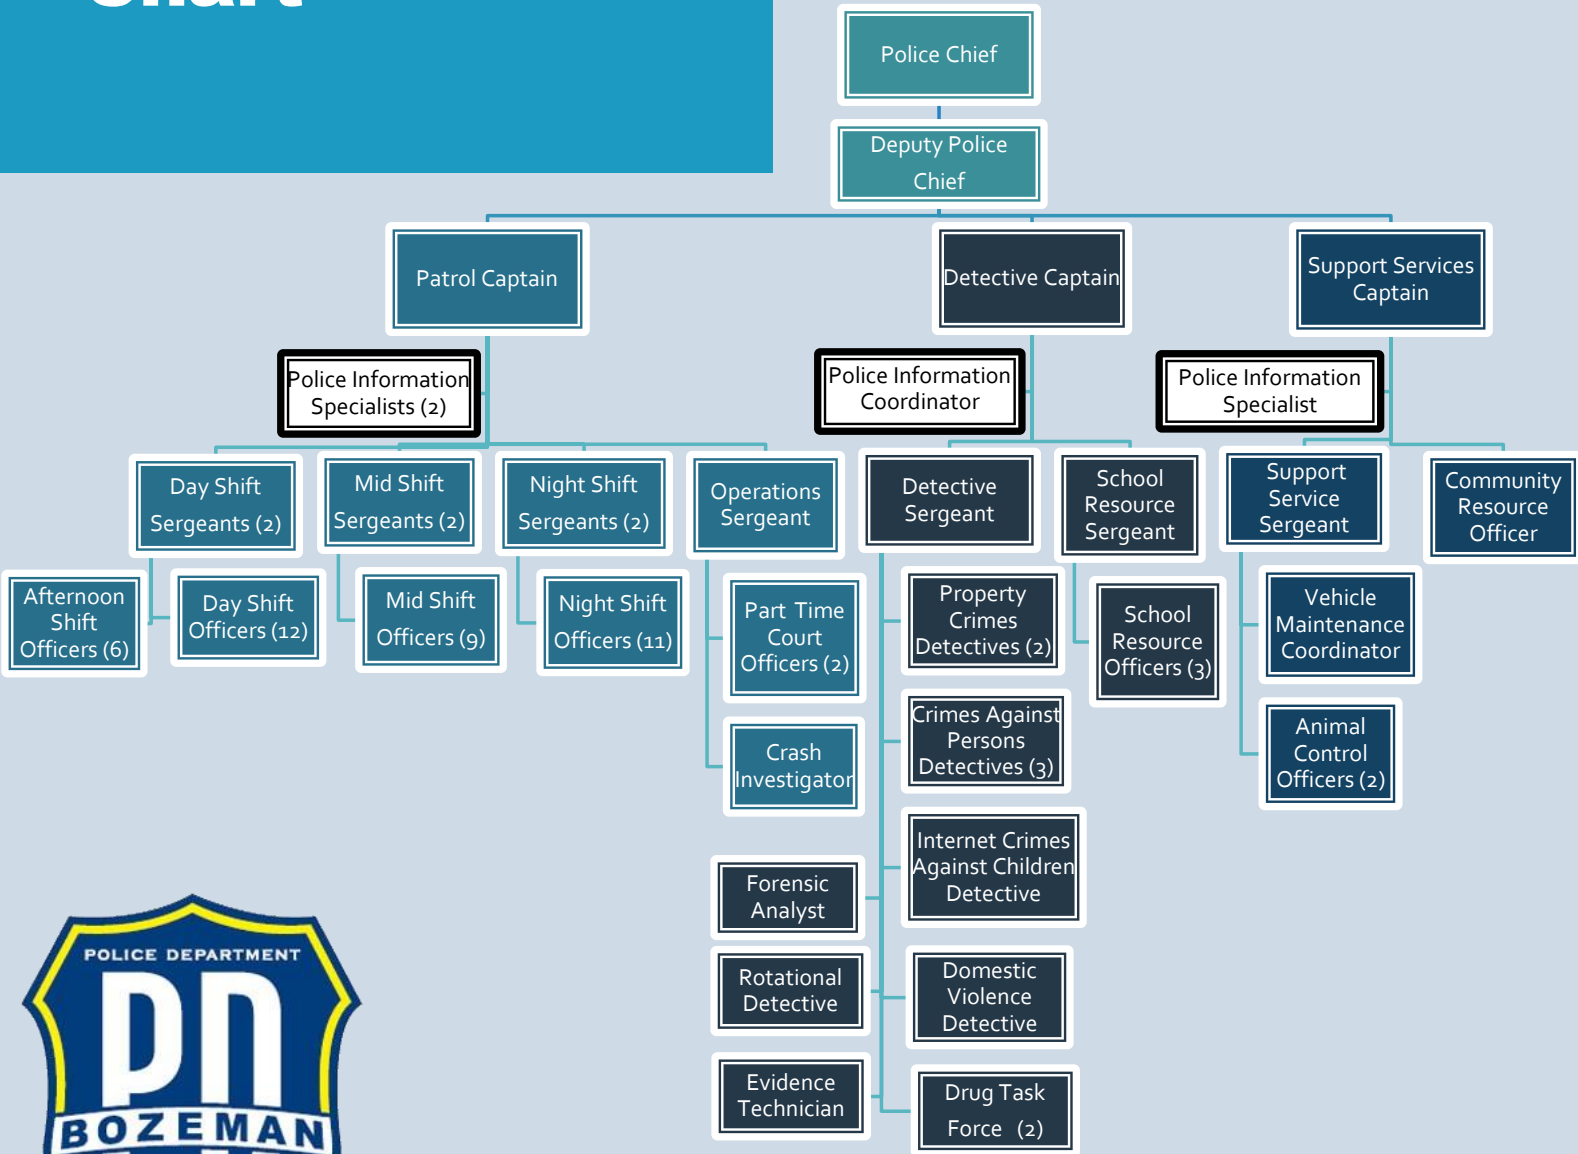 Chart
Police Chief
Deputy Police
Chief
Patrol Captain
Detective Captain
Support Services
Captain
Police Information
Specialists (2)
Police Information
Coordinator
Police Information
Specialist
Day Shift
Sergeants (2)
Mid Shift
Sergeants (2)
Night Shift
Sergeants (2)
Operations
Sergeant
Detective
Sergeant
School
Resource
Sergeant
Support
Service
Sergeant
Community
Resource
Officer
Afternoon
Shift
Officers (6)
Day Shift
Officers (12)
Mid Shift
Officers (9)
Night Shift
Officers (11)
Part Time
Court
Officers (2)
Crash
Investigator
Property
Crimes
Detectives (2)
Crimes Against
Persons
Detectives (3)
Internet Crimes
Against Children
Detective
Forensic
Analyst
Rotational
Detective
Domestic
Violence
Detective
Evidence
Technician
Drug Task
Force (2)
School
Resource
Officers (3)
Vehicle
Maintenance
Coordinator
Animal
Control
Officers (2)
POLICE DEPARTMENT
PD
BOZEMAN